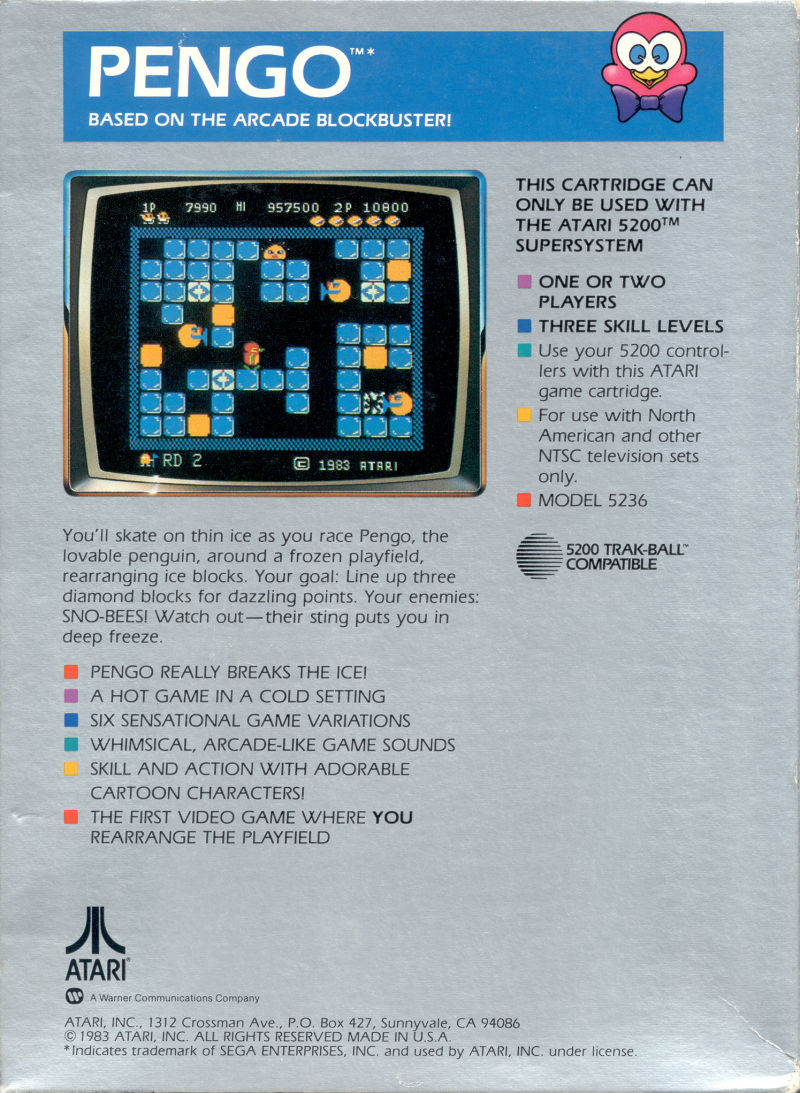 PENGO™*
BASED ON THE ARCADE BLOCKBUSTER!
1P 7990 HI 957500 2P 10800
RD 2 © 1983 ATARI
THIS CARTRIDGE CAN
ONLY BE USED WITH
THE ATARI 5200™
SUPERSYSTEM
ONE OR TWO
PLAYERS
THREE SKILL LEVELS
Use your 5200 control-
lers with this ATARI
game cartridge.
For use with North
American and other
NTSC television sets
only.
MODEL 5236
5200 TRAK-BALL™
COMPATIBLE
You'll skate on thin ice as you race Pengo, the
lovable penguin, around a frozen playfield,
rearranging ice blocks. Your goal: Line up three
diamond blocks for dazzling points. Your enemies:
SNO-BEES! Watch out—their sting puts you in
deep freeze.
PENGO REALLY BREAKS THE ICE!
A HOT GAME IN A COLD SETTING
SIX SENSATIONAL GAME VARIATIONS
WHIMSICAL, ARCADE-LIKE GAME SOUNDS
SKILL AND ACTION WITH ADORABLE
CARTOON CHARACTERS!
THE FIRST VIDEO GAME WHERE YOU
REARRANGE THE PLAYFIELD
ATARI®
A Warner Communications Company
ATARI, INC., 1312 Crossman Ave., P.O. Box 427, Sunnyvale, CA 94086
© 1983 ATARI, INC. ALL RIGHTS RESERVED MADE IN U.S.A.
*Indicates trademark of SEGA ENTERPRISES, INC. and used by ATARI, INC. under license.